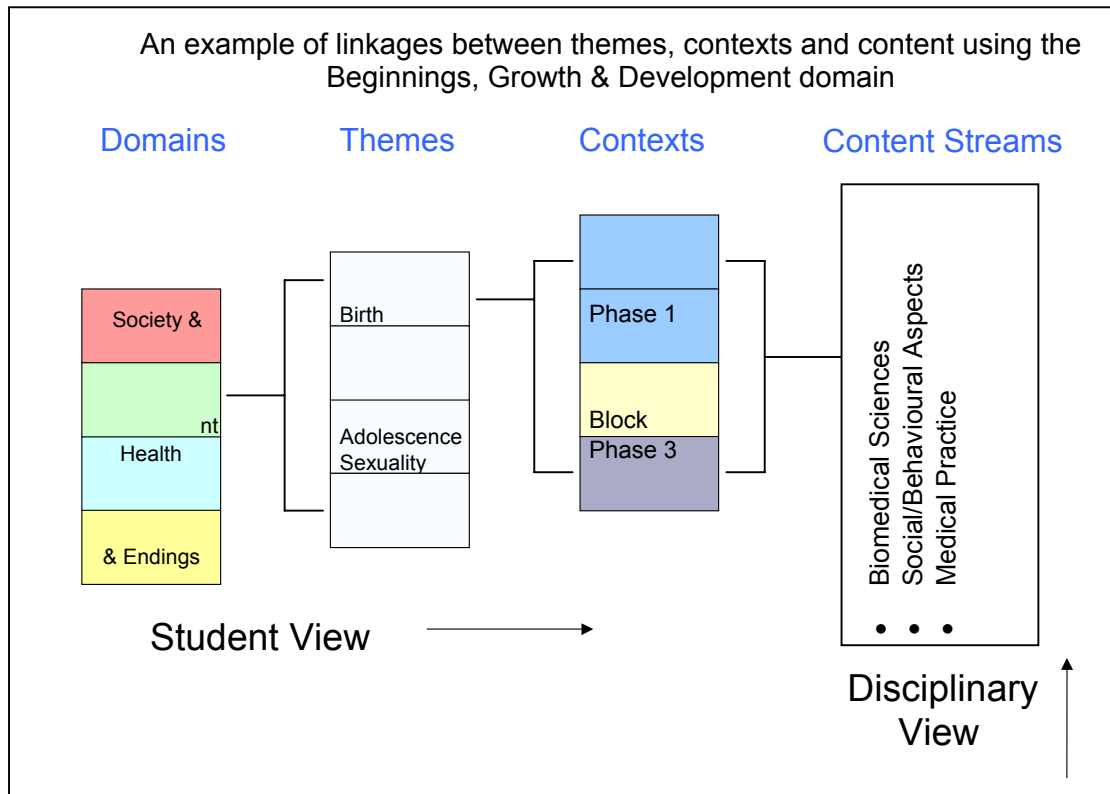 An example of linkages between themes, contexts and content using the
Beginnings, Growth & Development domain
Domains
Themes
Contexts
Content Streams
Society &
nt
Health
& Endings
Birth
Adolescence
Sexuality
Phase 1
Block
Phase 3
• Biomedical Sciences
• Social/Behavioural Aspects
• Medical Practice
Student View
Disciplinary
View